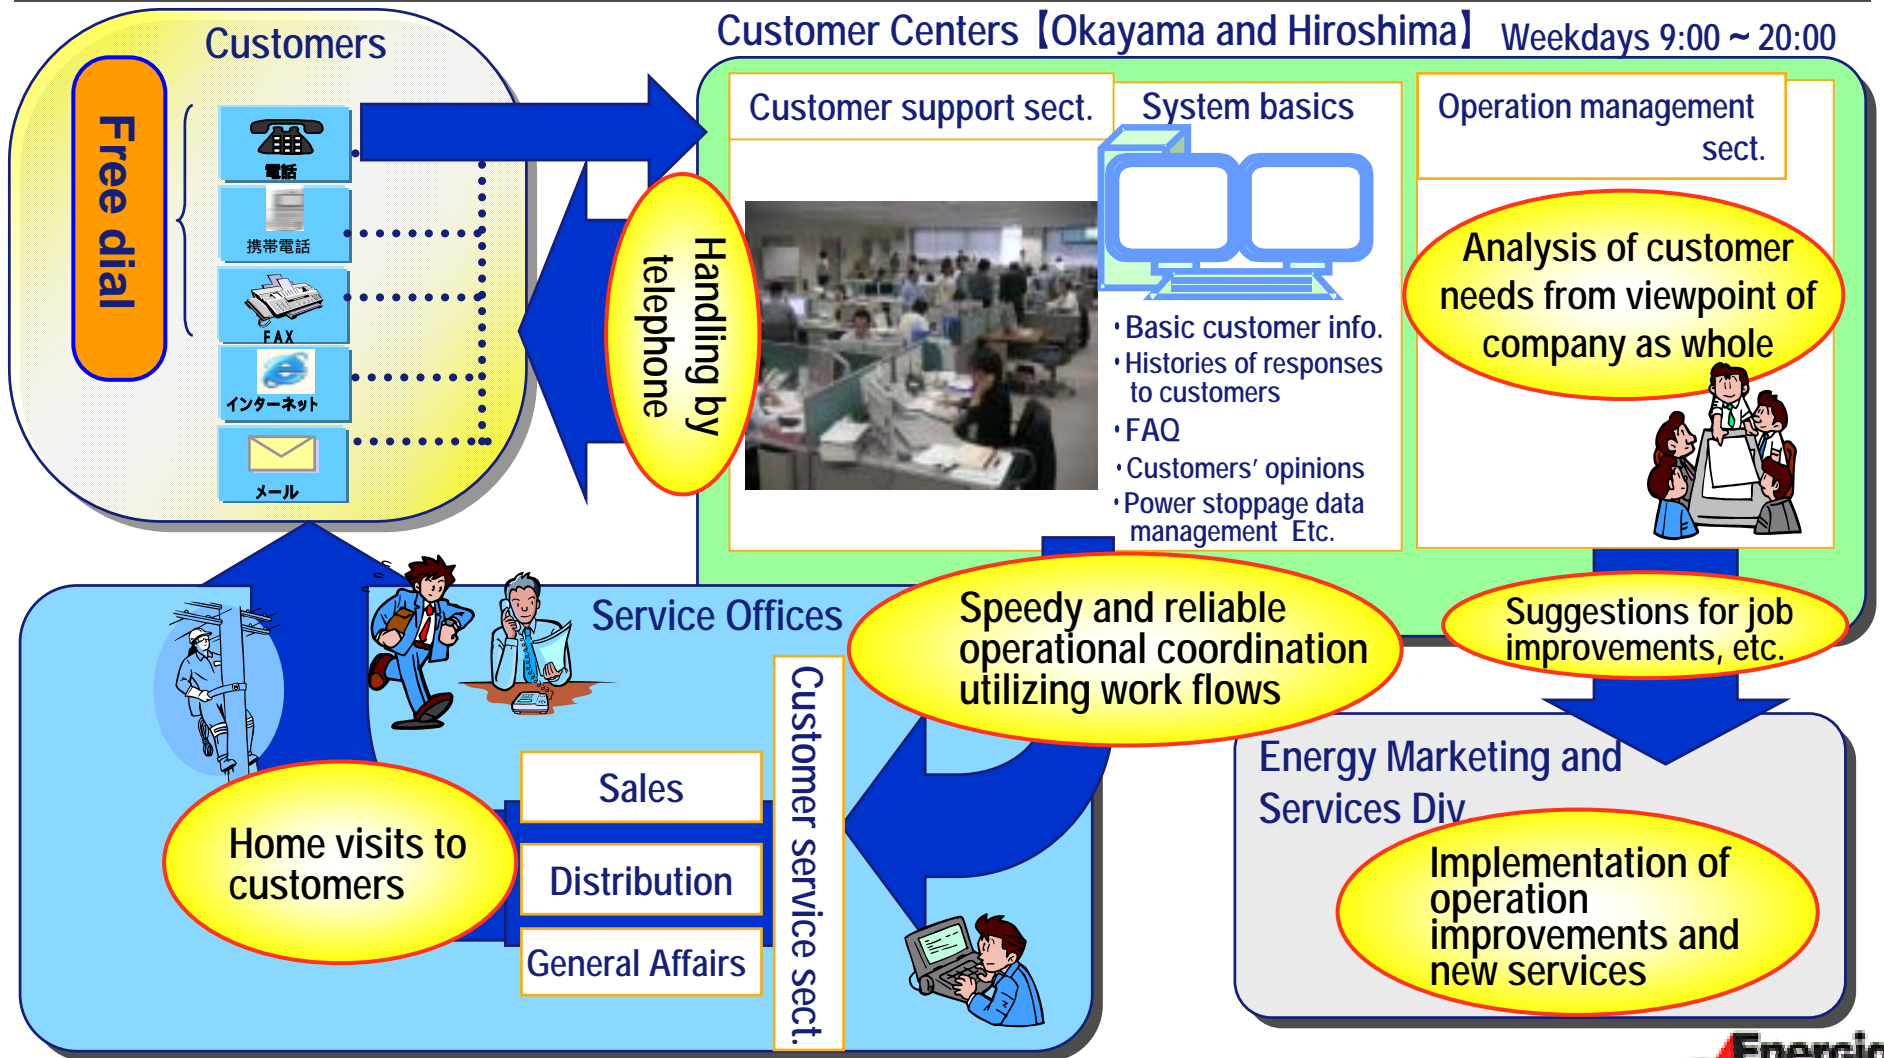 Customers
Customer Centers【Okayama and Hiroshima】 Weekdays 9:00 ~ 20:00
Free dial
電話
携帯電話
FAX
インターネット
メール
Handling by
telephone
Customer support sect.
System basics
・Basic customer info.
・Histories of responses
to customers
・FAQ
・Customers’ opinions
・Power stoppage data
management Etc.
Operation management
sect.
Analysis of customer
needs from viewpoint of
company as whole
Service Offices
Speedy and reliable
operational coordination
utilizing work flows
Suggestions for job
improvements, etc.
Customer service sect.
Sales
Distribution
General Affairs
Home visits to
customers
Energy Marketing and
Services Div
Implementation of
operation
improvements and
new services